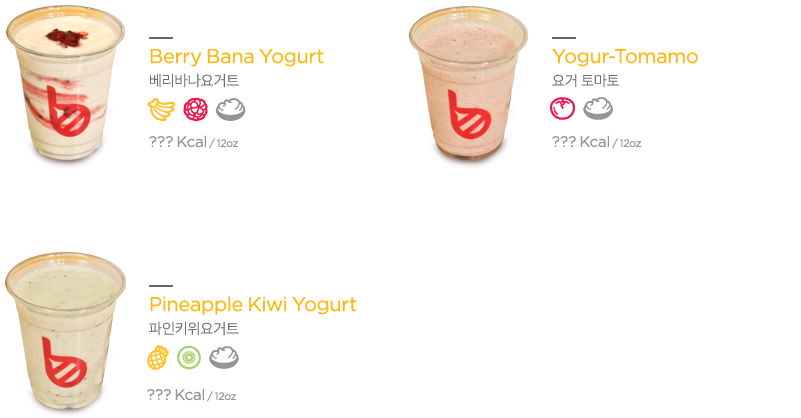 Berry Bana Yogurt
베리바나요거트
??? Kcal / 12oz
Yogur-Tomamo
요거 토마토
??? Kcal / 12oz
Pineapple Kiwi Yogurt
파인키위요거트
??? Kcal / 12oz